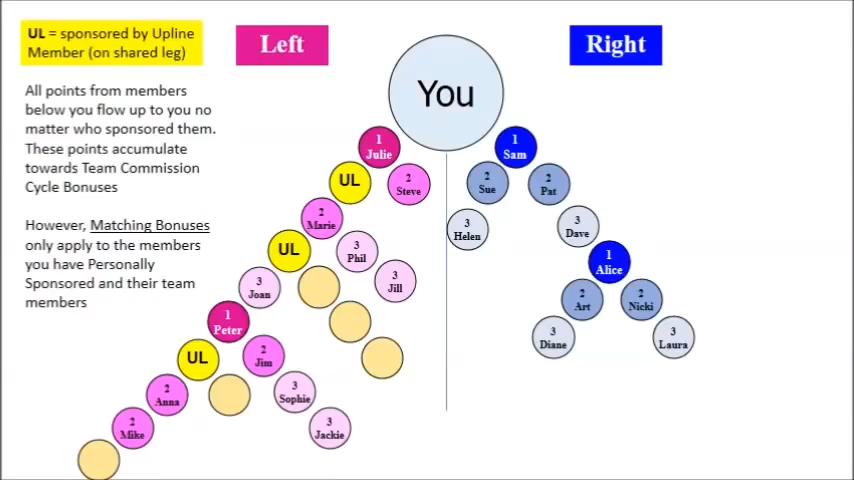 UL = sponsored by Upline
Member (on shared leg)
Left
Right
All points from members
below you flow up to you no
matter who sponsored them.
These points accumulate
towards Team Commission
Cycle Bonuses
However, Matching Bonuses
only apply to the members
you have Personally
Sponsored and their team
members
You
1
Julie
1
Sam
UL
2
Steve
2
Sue
2
Pat
2
Marie
3
Helen
3
Dave
UL
3
Phil
1
Alice
3
Joan
3
Jill
2
Art
2
Nicki
1
Peter
3
Diane
3
Laura
UL
2
Jim
2
Anna
3
Sophie
2
Mike
3
Jackie